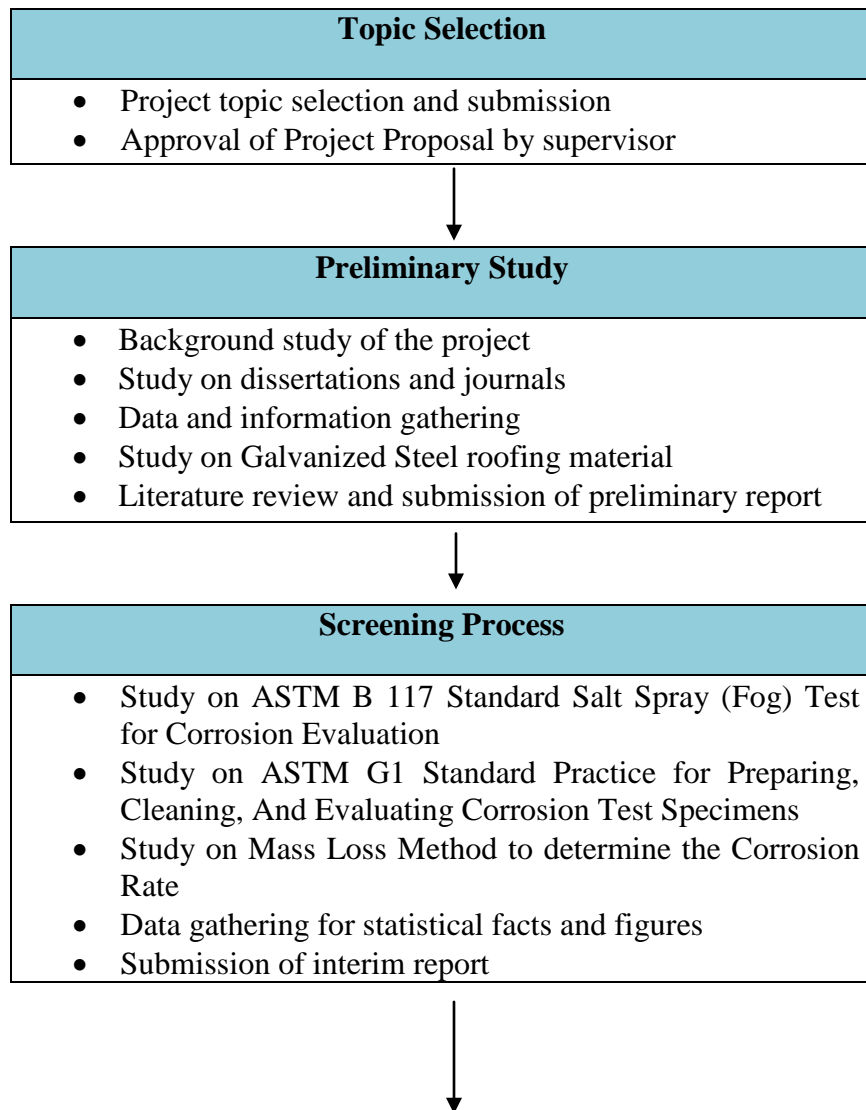 Topic Selection
• Project topic selection and submission
• Approval of Project Proposal by supervisor
Preliminary Study
• Background study of the project
• Study on dissertations and journals
• Data and information gathering
• Study on Galvanized Steel roofing material
• Literature review and submission of preliminary report
Screening Process
• Study on ASTM B 117 Standard Salt Spray (Fog) Test
for Corrosion Evaluation
• Study on ASTM G1 Standard Practice for Preparing,
Cleaning, And Evaluating Corrosion Test Specimens
• Study on Mass Loss Method to determine the Corrosion
Rate
• Data gathering for statistical facts and figures
• Submission of interim report